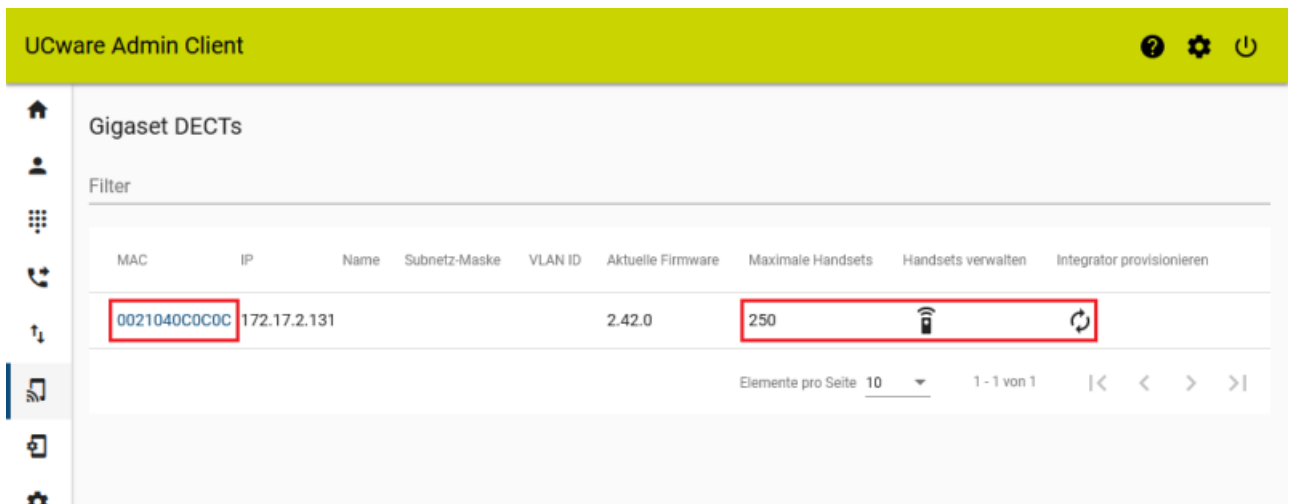 UCware Admin Client
Gigaset DECTs
Filter
MAC IP Name Subnetz-Maske VLAN ID Aktuelle Firmware Maximale Handsets Handsets verwalten Integrator provisionieren
0021040C0C0C 172.17.2.131 2.42.0 250
Elemente pro Seite 10 1 - 1 von 1